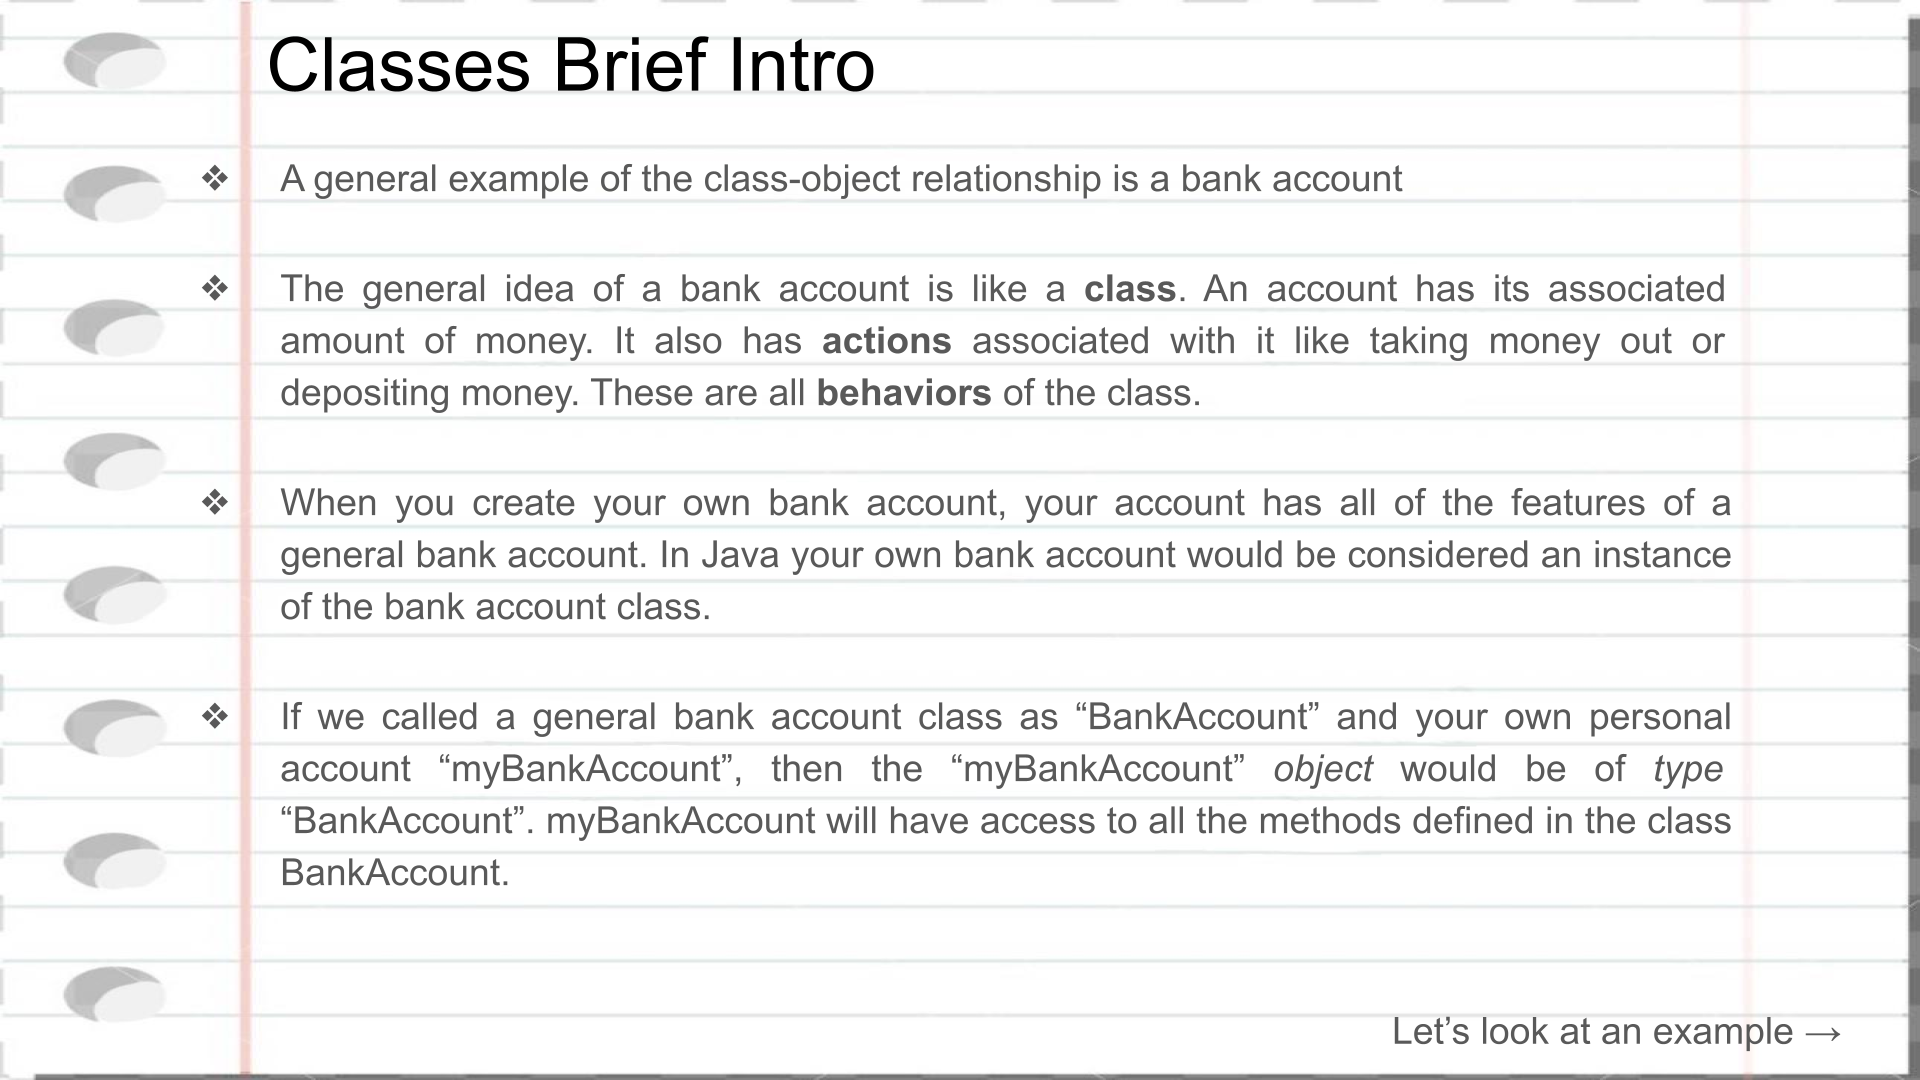 Classes Brief Intro
❖ A general example of the class-object relationship is a bank account
❖ The general idea of a bank account is like a class. An account has its associated
amount of money. It also has actions associated with it like taking money out or
depositing money. These are all behaviors of the class.
❖ When you create your own bank account, your account has all of the features of a
general bank account. In Java your own bank account would be considered an instance
of the bank account class.
❖ If we called a general bank account class as “BankAccount” and your own personal
account “myBankAccount”, then the “myBankAccount” object would be of type
“BankAccount”. myBankAccount will have access to all the methods defined in the class
BankAccount.
Let’s look at an example →